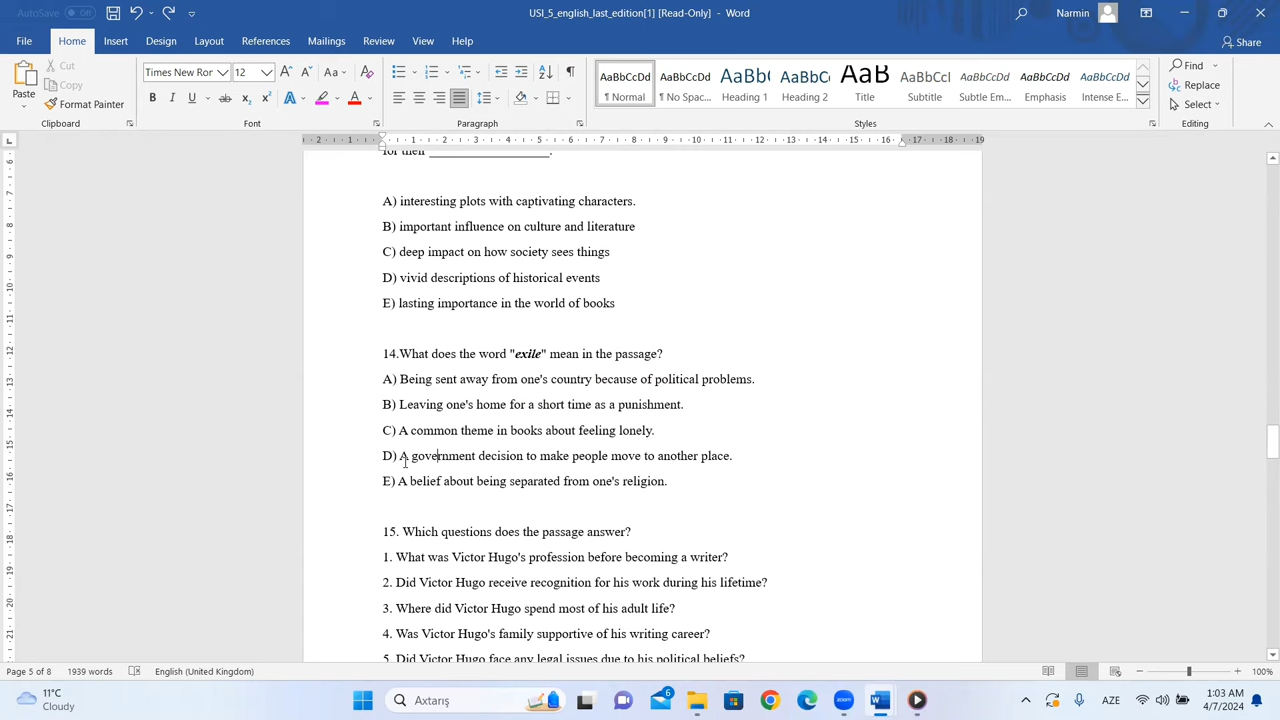 AutoSave
USI_5_english_last_edition[1] [Read-Only] - Word
Narmin
File Home Insert Design Layout References Mailings Review View Help
Share
Paste
Cut
Copy
Format Painter
Clipboard
Times New Ror 12
Font
Paragraph
AaBbCcDd AaBbCcDd AaBbC AaBbCc AaB AaBbCcI AaBbCcDd AaBbCcDd AaBbCcDd
¶ Normal ¶ No Spac... Heading 1 Heading 2 Title Subtitle Subtle Em... Emphasis Intense E...
Styles
Find
Replace
Select
Editing
for their ____________________.
A) interesting plots with captivating characters.
B) important influence on culture and literature
C) deep impact on how society sees things
D) vivid descriptions of historical events
E) lasting importance in the world of books
14.What does the word "exile" mean in the passage?
A) Being sent away from one's country because of political problems.
B) Leaving one's home for a short time as a punishment.
C) A common theme in books about feeling lonely.
D) A government decision to make people move to another place.
E) A belief about being separated from one's religion.
15. Which questions does the passage answer?
1. What was Victor Hugo's profession before becoming a writer?
2. Did Victor Hugo receive recognition for his work during his lifetime?
3. Where did Victor Hugo spend most of his adult life?
4. Was Victor Hugo's family supportive of his writing career?
5. Did Victor Hugo face any legal issues due to his political beliefs?
Page 5 of 8 1939 words English (United Kingdom) 100%
11°C
Cloudy
Axtarış
AZE
1:03 AM
4/7/2024